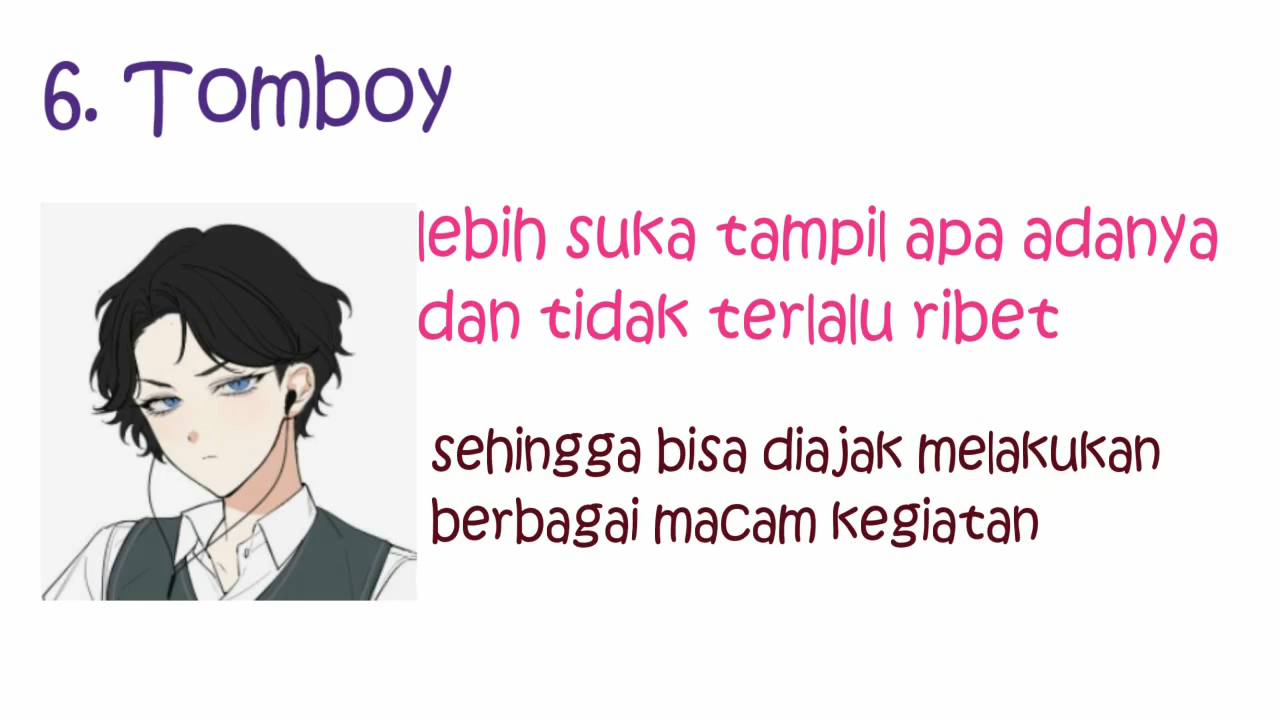 6. Tomboy
lebih suka tampil apa adanya
dan tidak terlalu ribet
sehingga bisa diajak melakukan
berbagai macam kegiatan